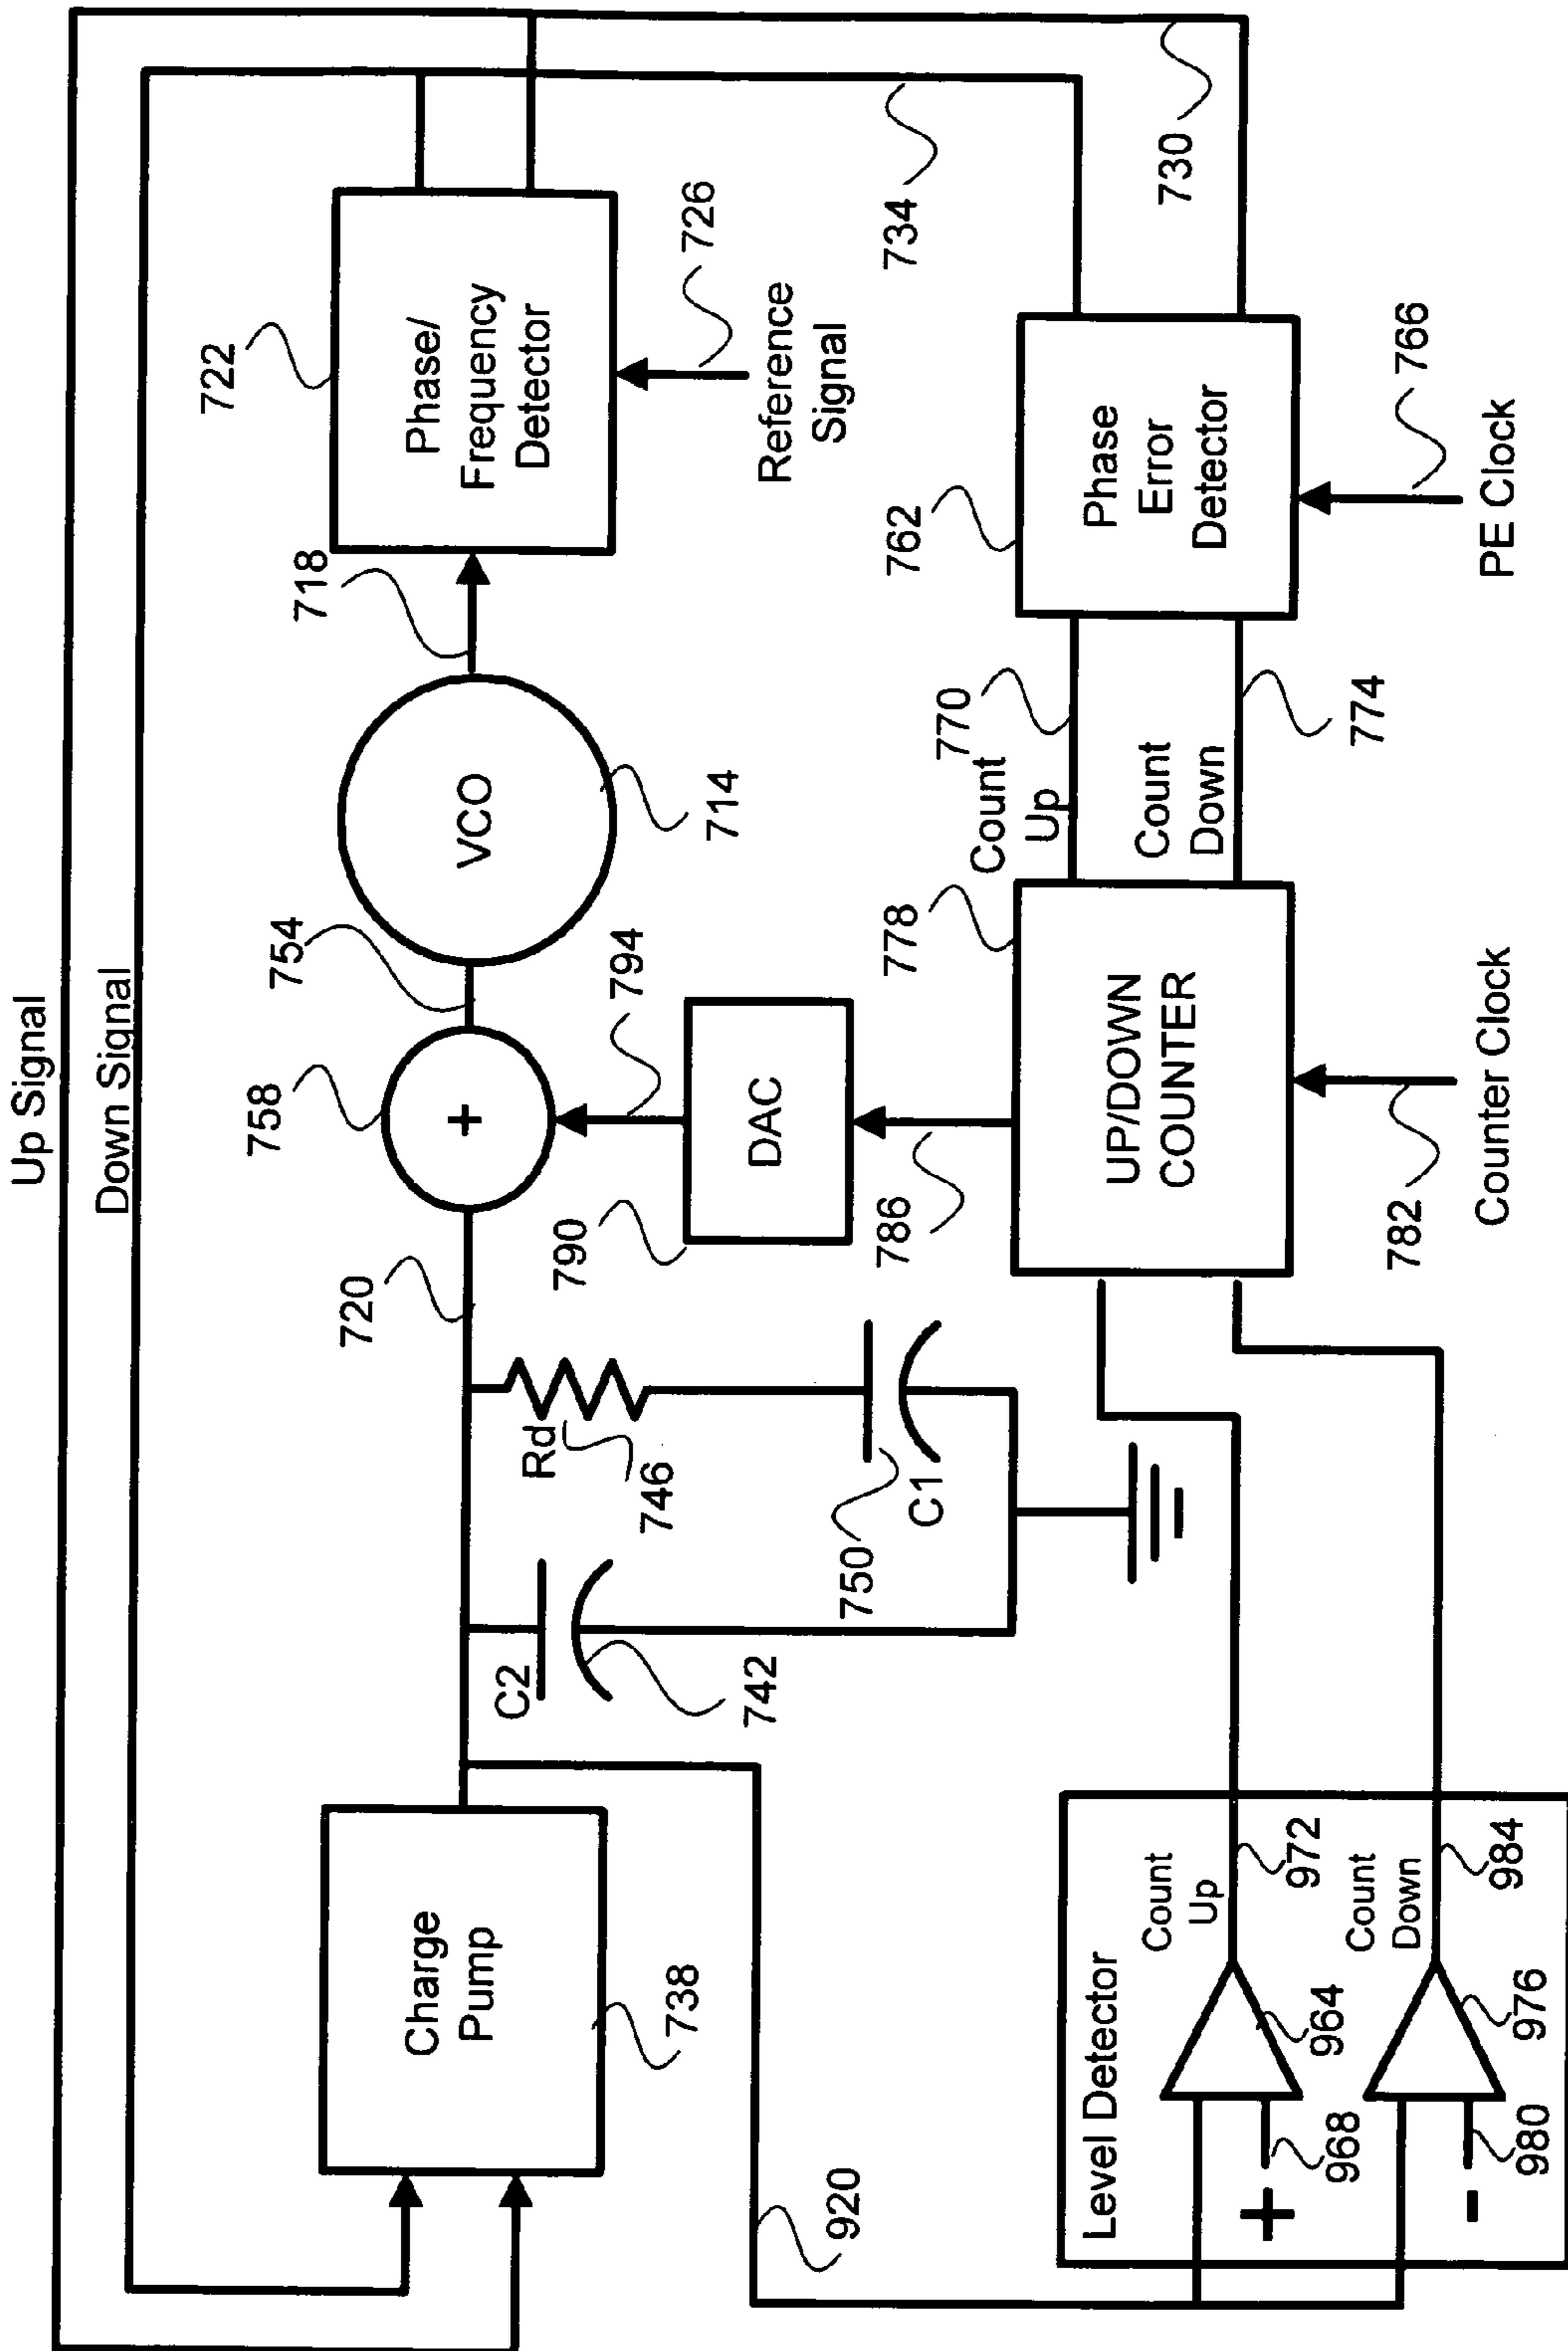 Up Signal
Down Signal
738
Charge
Pump
C2
742
Rd
746
750
C1
720
758
+
754
794
790
DAC
786
VCO
714
718
722
Phase/
Frequency
Detector
726
Reference
Signal
734
730
762
Phase
Error
Detector
766
PE Clock
770
Count
Up
Count
Down
774
778
UP/DOWN
COUNTER
782
Counter Clock
920
Level Detector
Count
Up
972
964
968
+
Count
Down
984
976
980
-